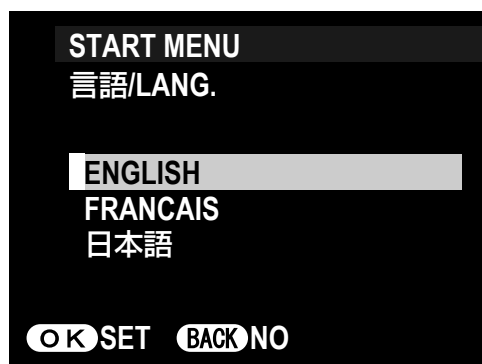 START MENU
言語/LANG.
ENGLISH
FRANCAIS
日本語
OK SET BACK NO